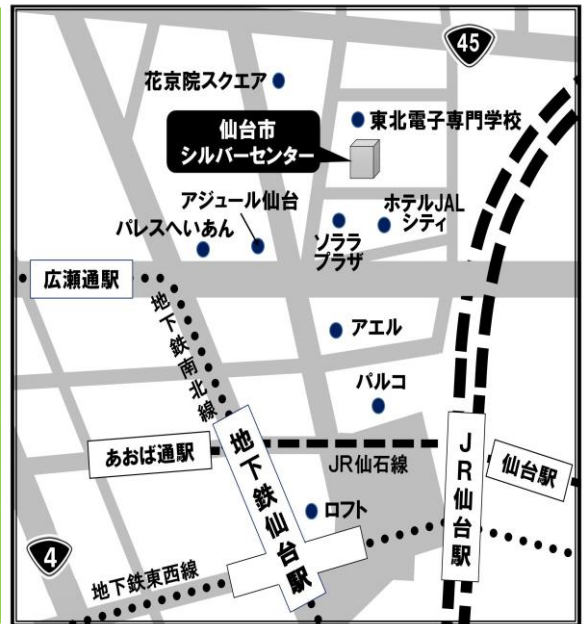 45
花京院スクエア
東北電子専門学校
仙台市
シルバーセンター
アジュール仙台
パレスへいあん
ホテルJAL
シティ
ソララ
プラザ
広瀬通駅
地下鉄南北線
アエル
パルコ
あおば通駅
地下鉄仙台駅
JR仙石線
JR仙台駅
仙台駅
ロフト
4
地下鉄東西線